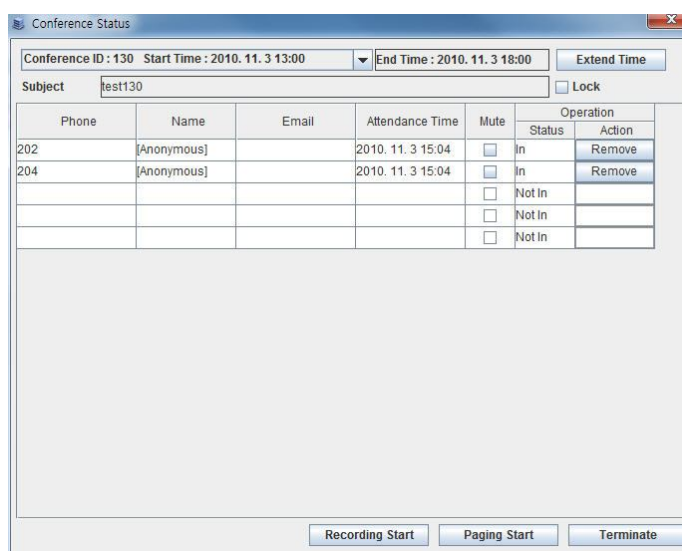 Conference Status
Conference ID : 130 Start Time : 2010. 11. 3 13:00 End Time : 2010. 11. 3 18:00 Extend Time
Subject test130 Lock
Phone Name Email Attendance Time Mute Operation
Status Action
202 [Anonymous] 2010. 11. 3 15:04 In Remove
204 [Anonymous] 2010. 11. 3 15:04 In Remove
Not In
Not In
Not In
Recording Start Paging Start Terminate